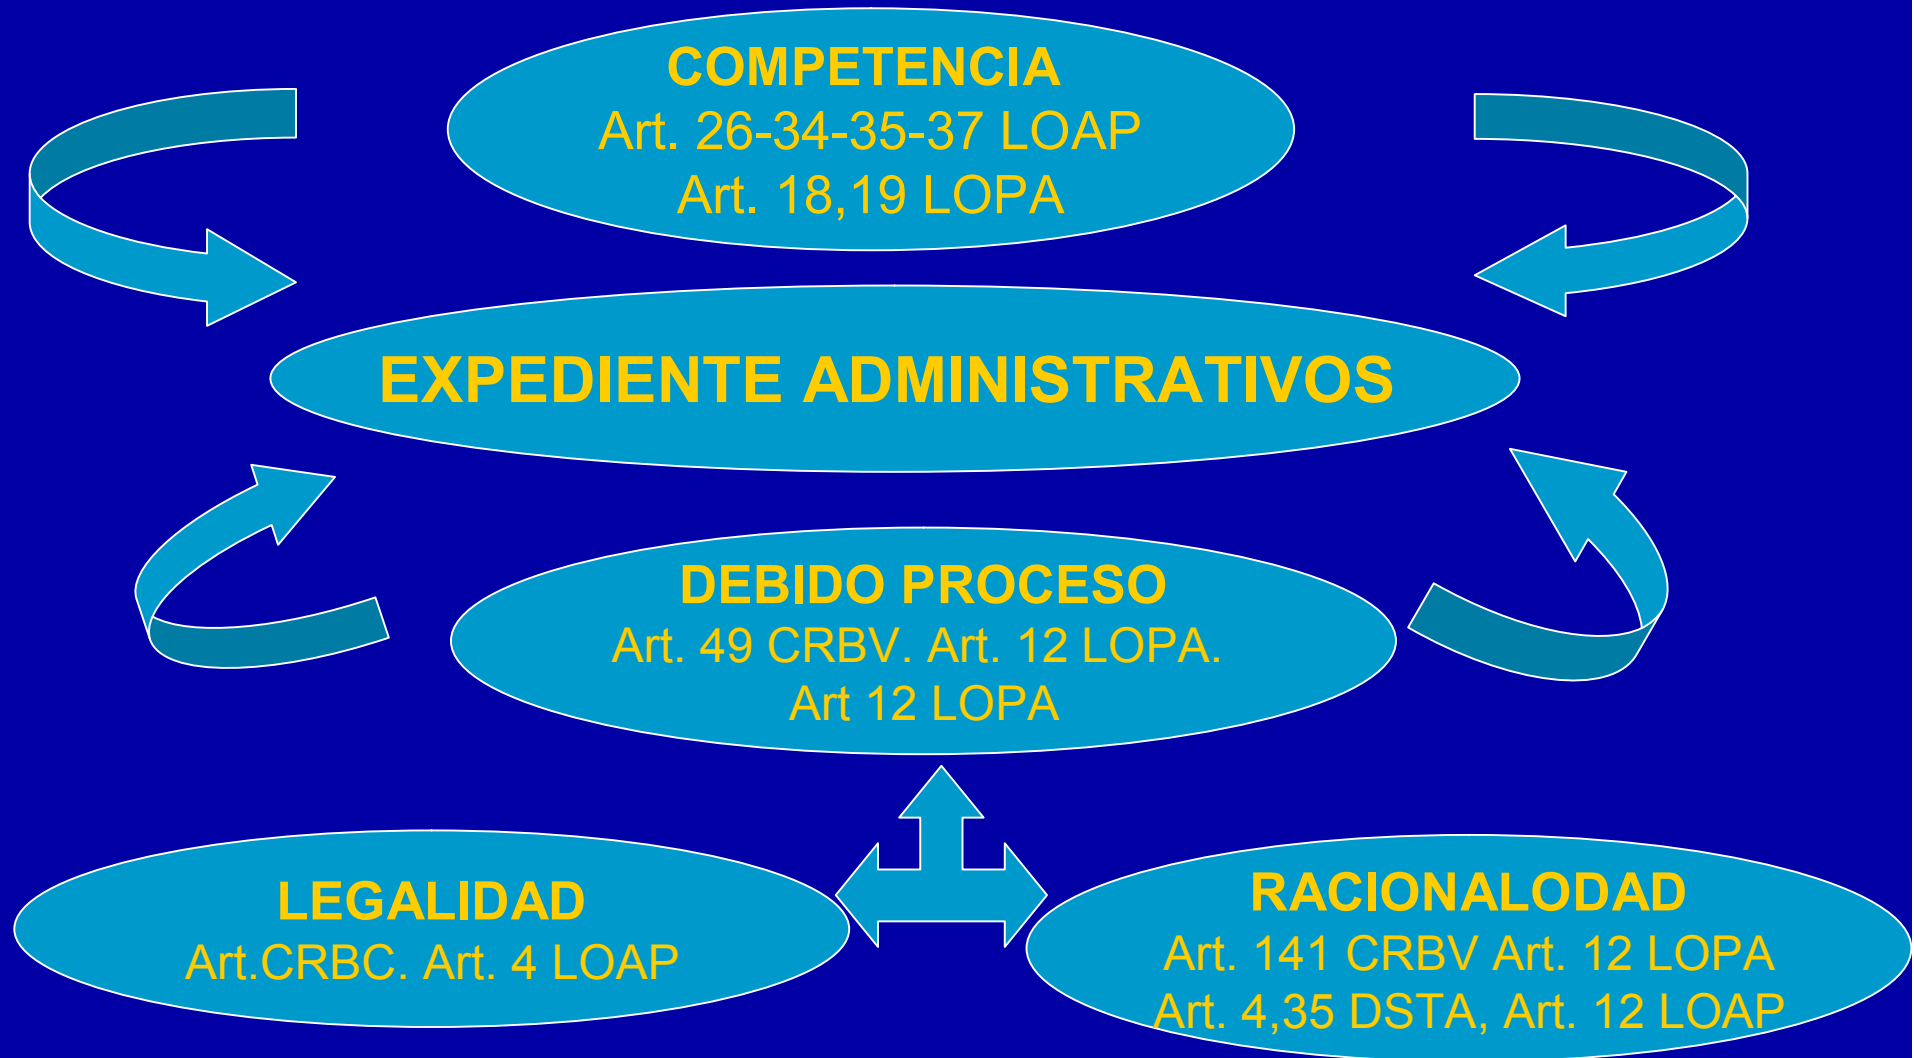 COMPETENCIA
Art. 26-34-35-37 LOAP
Art. 18,19 LOPA
EXPEDIENTE ADMINISTRATIVOS
DEBIDO PROCESO
Art. 49 CRBV. Art. 12 LOPA.
Art 12 LOPA
LEGALIDAD
Art.CRBC. Art. 4 LOAP
RACIONALODAD
Art. 141 CRBV Art. 12 LOPA
Art. 4,35 DSTA, Art. 12 LOAP